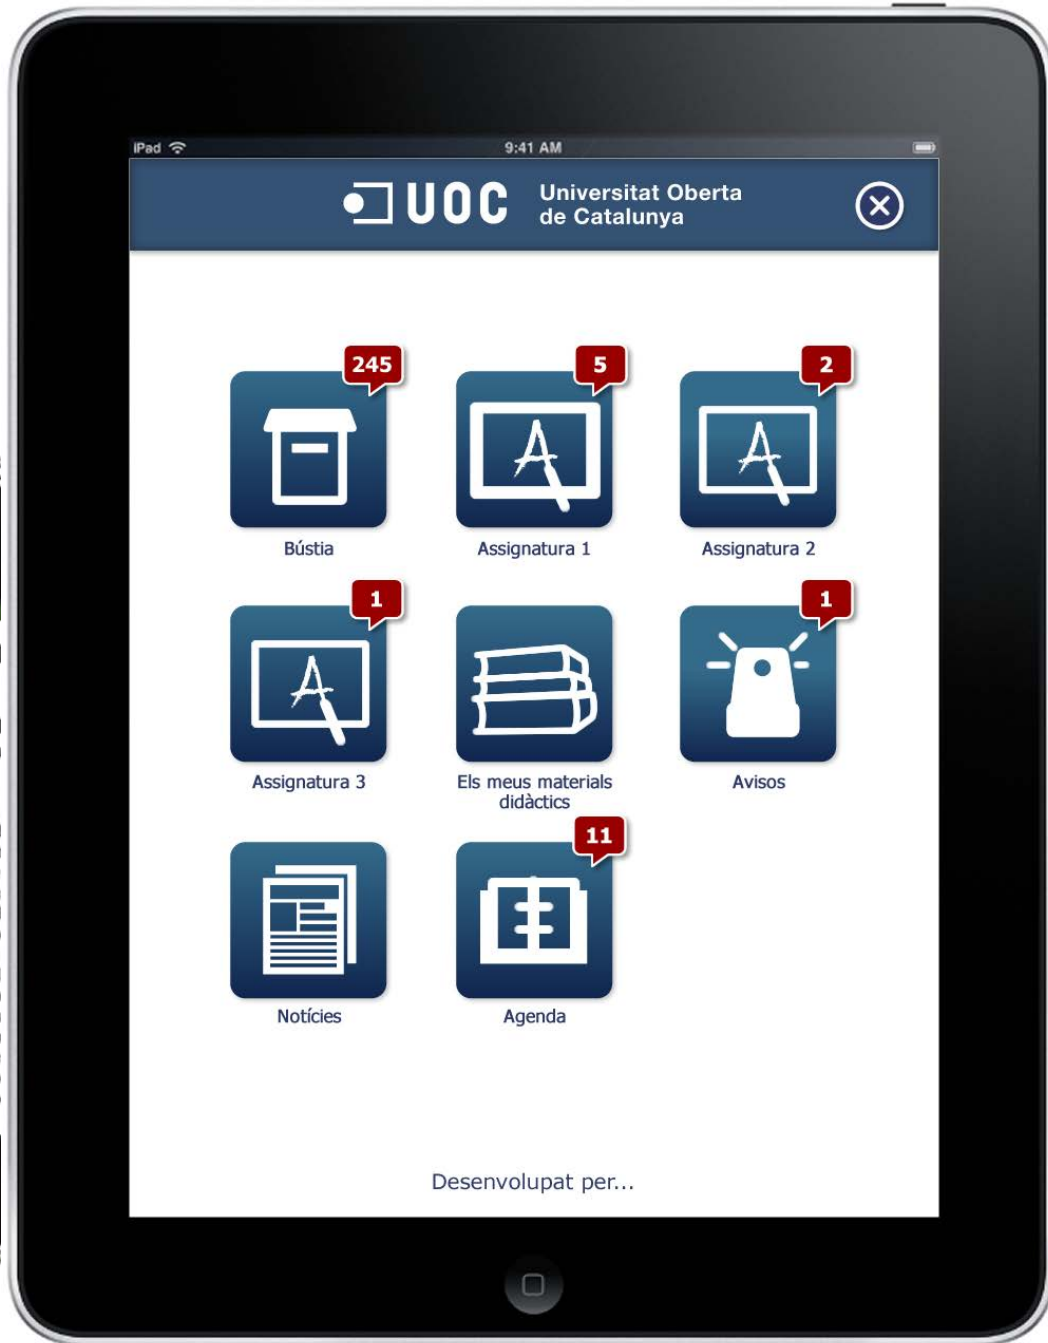 iPad
9:41 AM
UOC
Universitat Oberta
de Catalunya
245
5
2
Bústia
Assignatura 1
Assignatura 2
1
1
Assignatura 3
Els meus materials
didàctics
Avisos
11
Notícies
Agenda
Desenvolupat per...